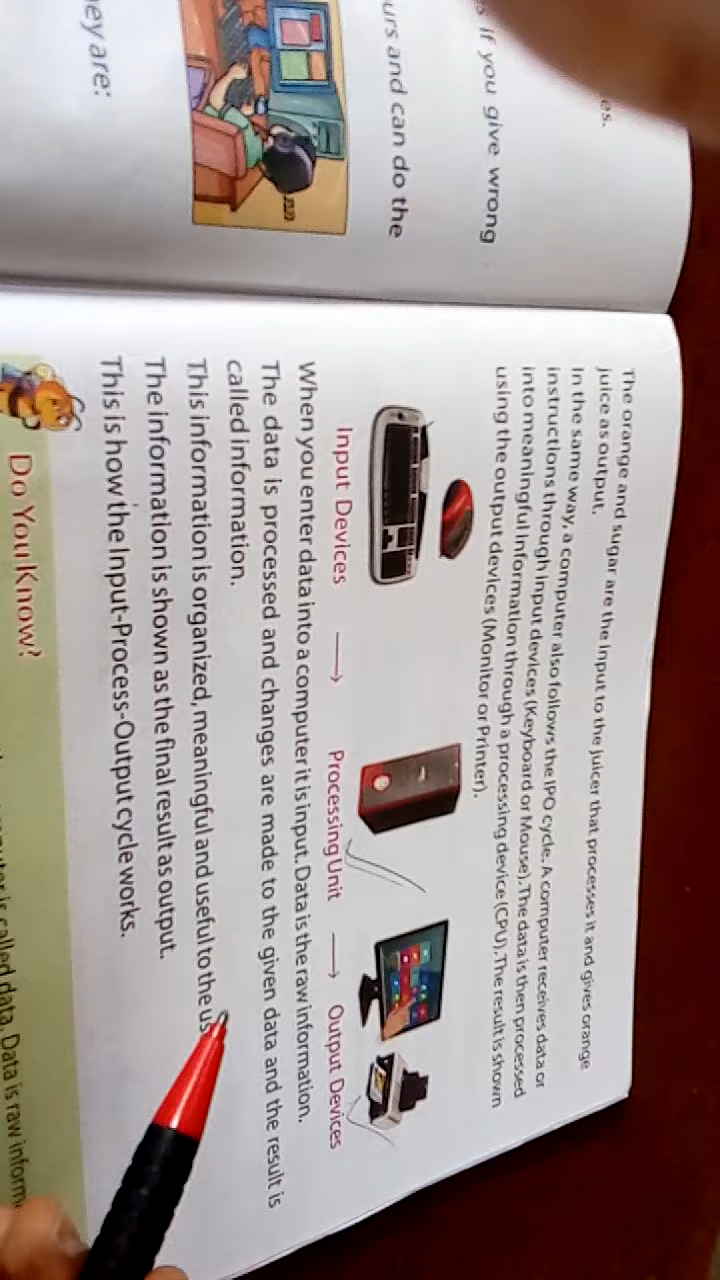 es.
s if you give wrong
urs and can do the
ey are:
The orange and sugar are the input to the juicer that processes it and gives orange
juice as output.
In the same way, a computer also follows the IPO cycle. A computer receives data or
instructions through input devices (Keyboard or Mouse). The data is then processed
into meaningful information through a processing device (CPU). The result is shown
using the output devices (Monitor or Printer).
Input Devices → Processing Unit → Output Devices
When you enter data into a computer it is input. Data is the raw information.
The data is processed and changes are made to the given data and the result is
called information.
This information is organized, meaningful and useful to the us
The information is shown as the final result as output.
This is how the Input-Process-Output cycle works.
Do You Know?
is called data. Data is raw inform